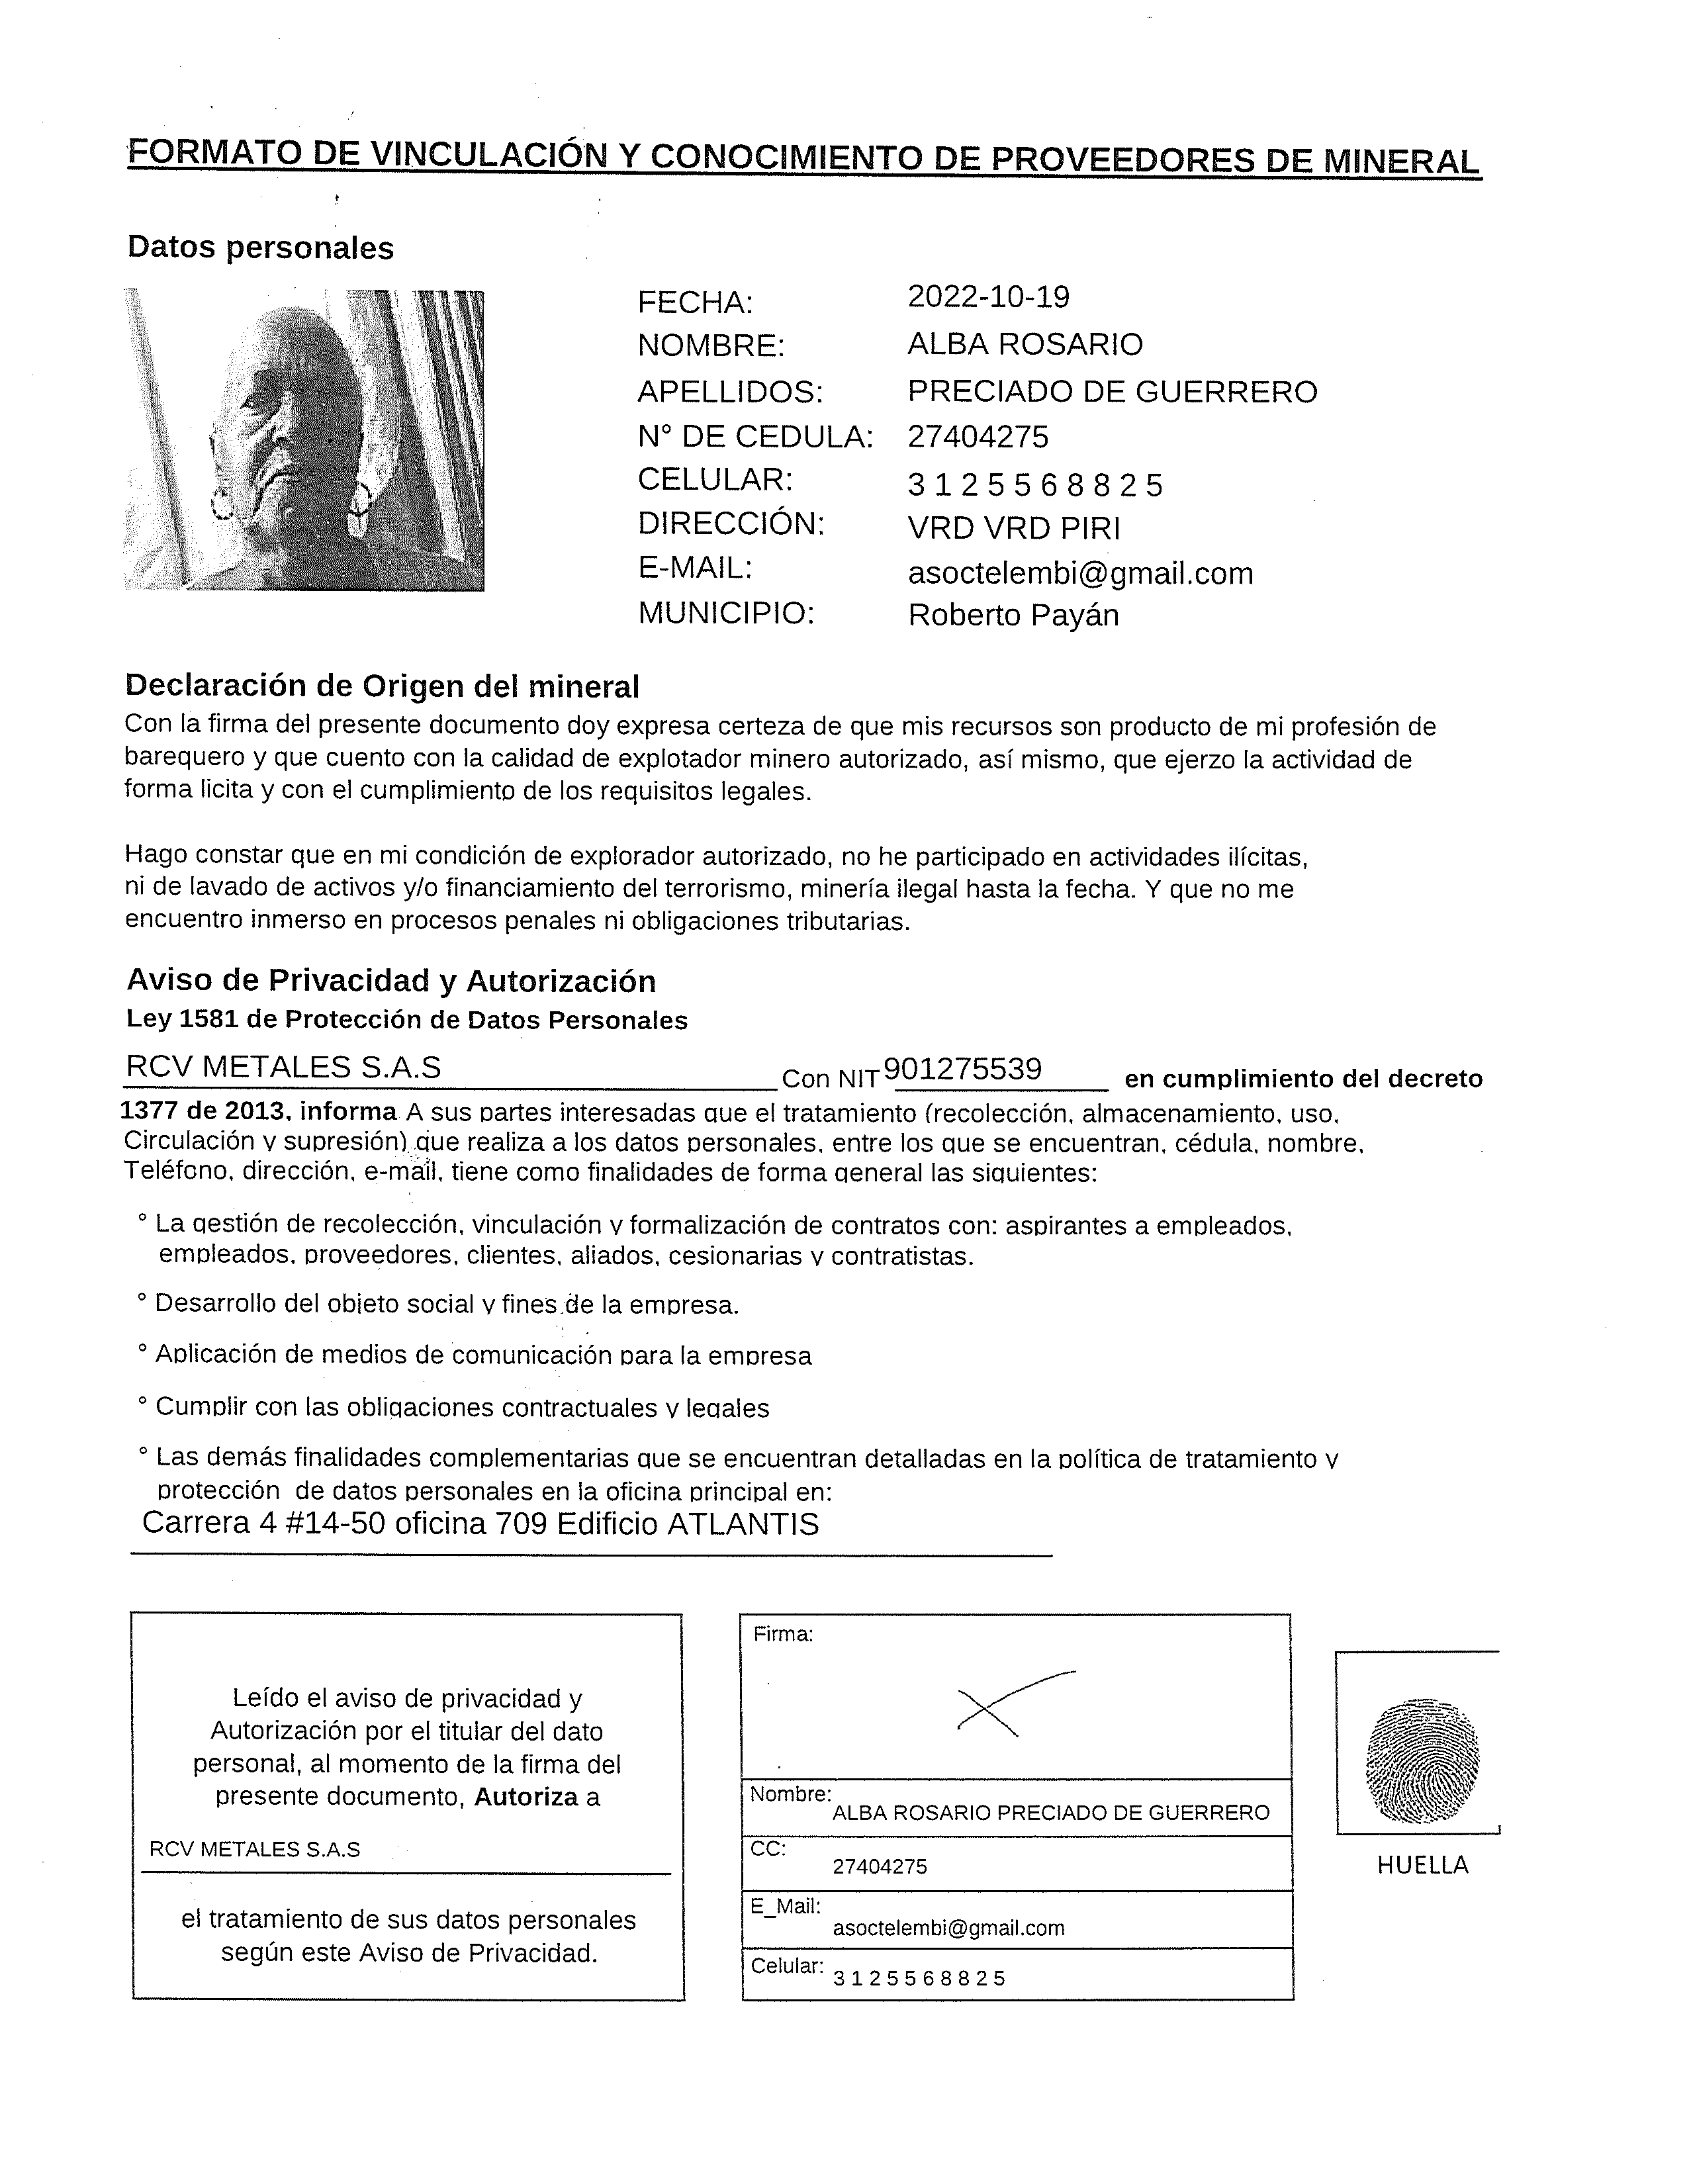 FORMATO DE VINCULACIÓN Y CONOCIMIENTO DE PROVEEDORES DE MINERAL
Datos personales
FECHA: 2022-10-19
NOMBRE: ALBA ROSARIO
APELLIDOS: PRECIADO DE GUERRERO
N° DE CEDULA: 27404275
CELULAR: 3 1 2 5 5 6 8 8 2 5
DIRECCIÓN: VRD VRD PIRI
E-MAIL: asoctelembi@gmail.com
MUNICIPIO: Roberto Payán
Declaración de Origen del mineral
Con la firma del presente documento doy expresa certeza de que mis recursos son producto de mi profesión de
barequero y que cuento con la calidad de explotador minero autorizado, así mismo, que ejerzo la actividad de
forma licita y con el cumplimiento de los requisitos legales.
Hago constar que en mi condición de explorador autorizado, no he participado en actividades ilícitas,
ni de lavado de activos y/o financiamiento del terrorismo, minería ilegal hasta la fecha. Y que no me
encuentro inmerso en procesos penales ni obligaciones tributarias.
Aviso de Privacidad y Autorización
Ley 1581 de Protección de Datos Personales
RCV METALES S.A.S Con NIT 901275539 en cumplimiento del decreto
1377 de 2013, informa A sus partes interesadas que el tratamiento (recolección, almacenamiento, uso,
Circulación y supresión) que realiza a los datos personales, entre los que se encuentran, cédula, nombre,
Teléfono, dirección, e-mail, tiene como finalidades de forma general las siguientes:
° La gestión de recolección, vinculación y formalización de contratos con: aspirantes a empleados,
empleados, proveedores, clientes, aliados, cesionarias y contratistas.
° Desarrollo del objeto social y fines de la empresa.
° Aplicación de medios de comunicación para la empresa
° Cumplir con las obligaciones contractuales y legales
° Las demás finalidades complementarias que se encuentran detalladas en la política de tratamiento y
protección de datos personales en la oficina principal en:
Carrera 4 #14-50 oficina 709 Edificio ATLANTIS
Leído el aviso de privacidad y
Autorización por el titular del dato
personal, al momento de la firma del
presente documento, Autoriza a
RCV METALES S.A.S
el tratamiento de sus datos personales
según este Aviso de Privacidad.
Firma:
Nombre: ALBA ROSARIO PRECIADO DE GUERRERO
CC: 27404275
E_Mail: asoctelembi@gmail.com
Celular: 3 1 2 5 5 6 8 8 2 5
HUELLA